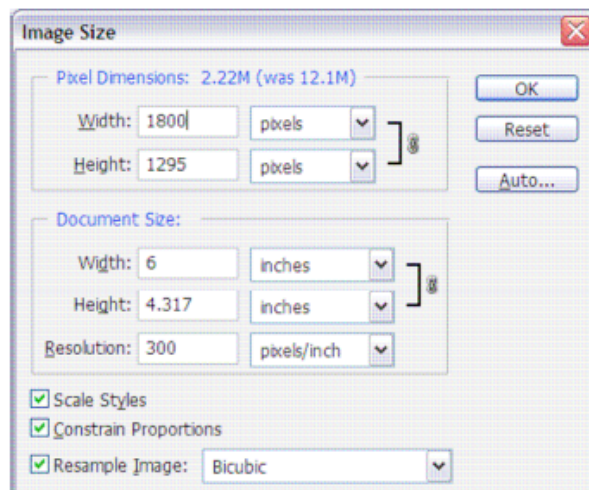 Image Size
Pixel Dimensions: 2.22M (was 12.1M)
OK
Width: 1800 pixels
Reset
Height: 1295 pixels
Auto...
Document Size:
Width: 6 inches
Height: 4.317 inches
Resolution: 300 pixels/inch
Scale Styles
Constrain Proportions
Resample Image: Bicubic